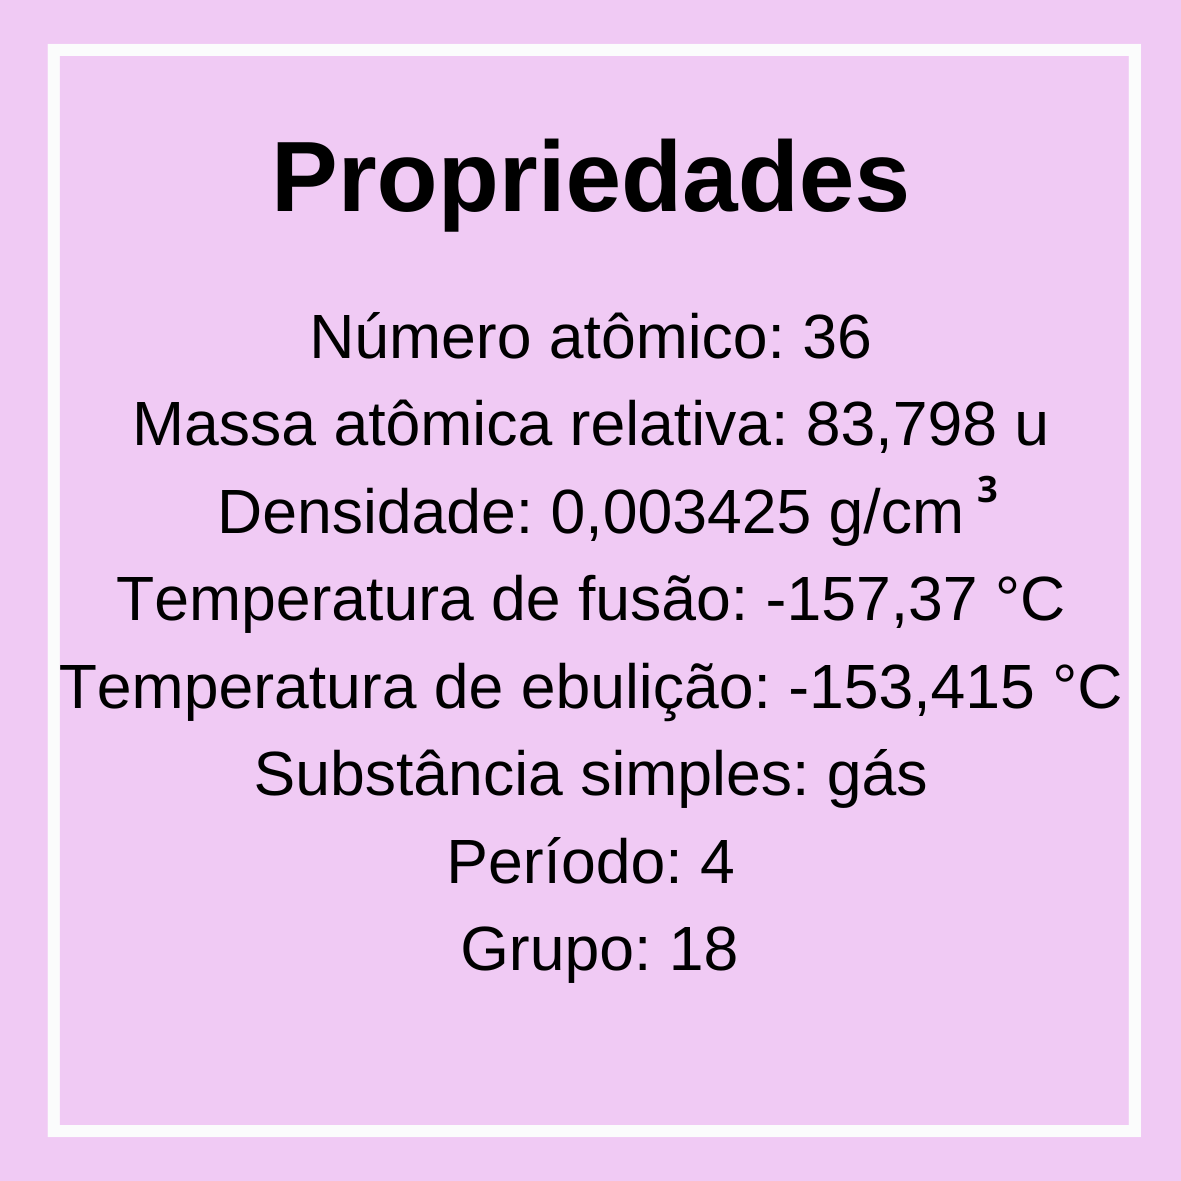 Propriedades
Número atômico: 36
Massa atômica relativa: 83,798 u
Densidade: 0,003425 g/cm ³
Temperatura de fusão: -157,37 °C
Temperatura de ebulição: -153,415 °C
Substância simples: gás
Período: 4
Grupo: 18